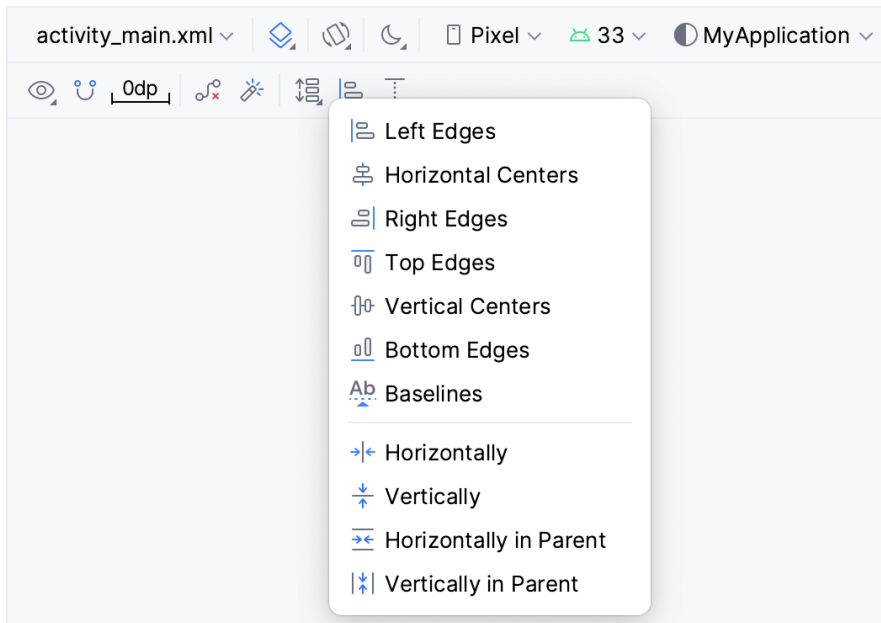 activity_main.xml Pixel 33 MyApplication
0dp
Left Edges
Horizontal Centers
Right Edges
Top Edges
Vertical Centers
Bottom Edges
Ab Baselines
Horizontally
Vertically
Horizontally in Parent
Vertically in Parent